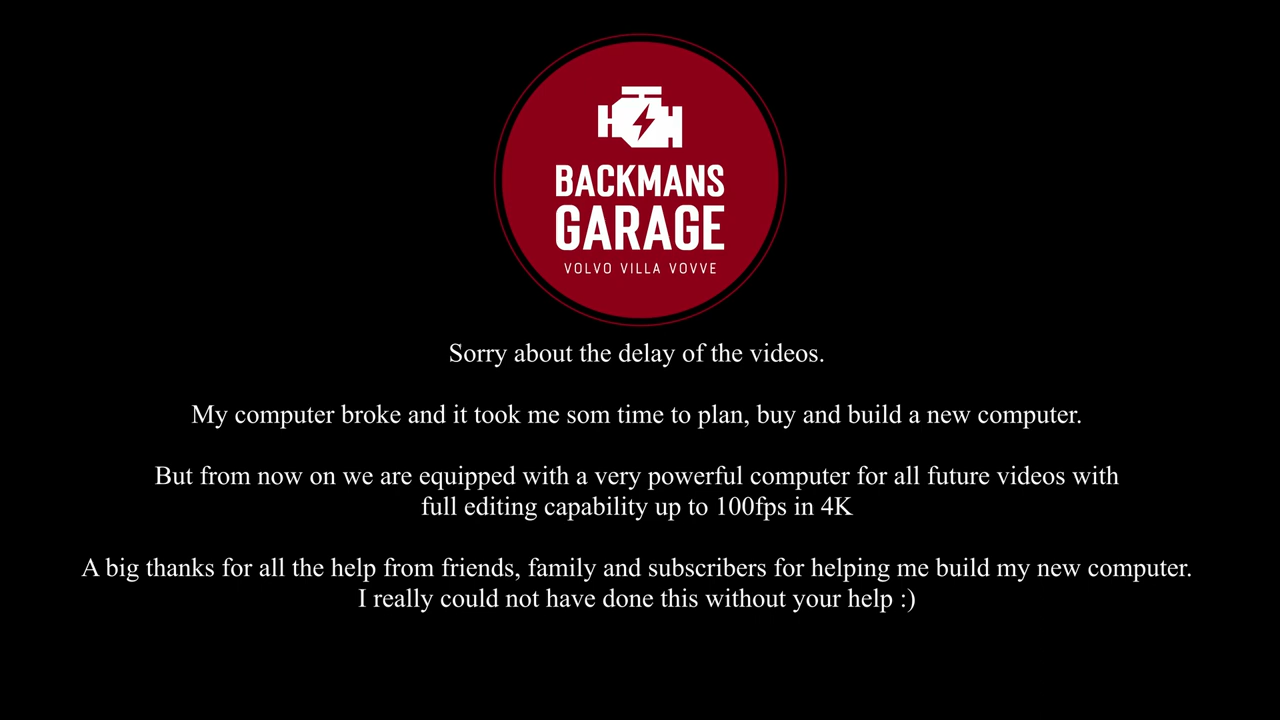 BACKMANS
GARAGE
VOLVO VILLA VOVVE
Sorry about the delay of the videos.
My computer broke and it took me som time to plan, buy and build a new computer.
But from now on we are equipped with a very powerful computer for all future videos with
full editing capability up to 100fps in 4K
A big thanks for all the help from friends, family and subscribers for helping me build my new computer.
I really could not have done this without your help :)